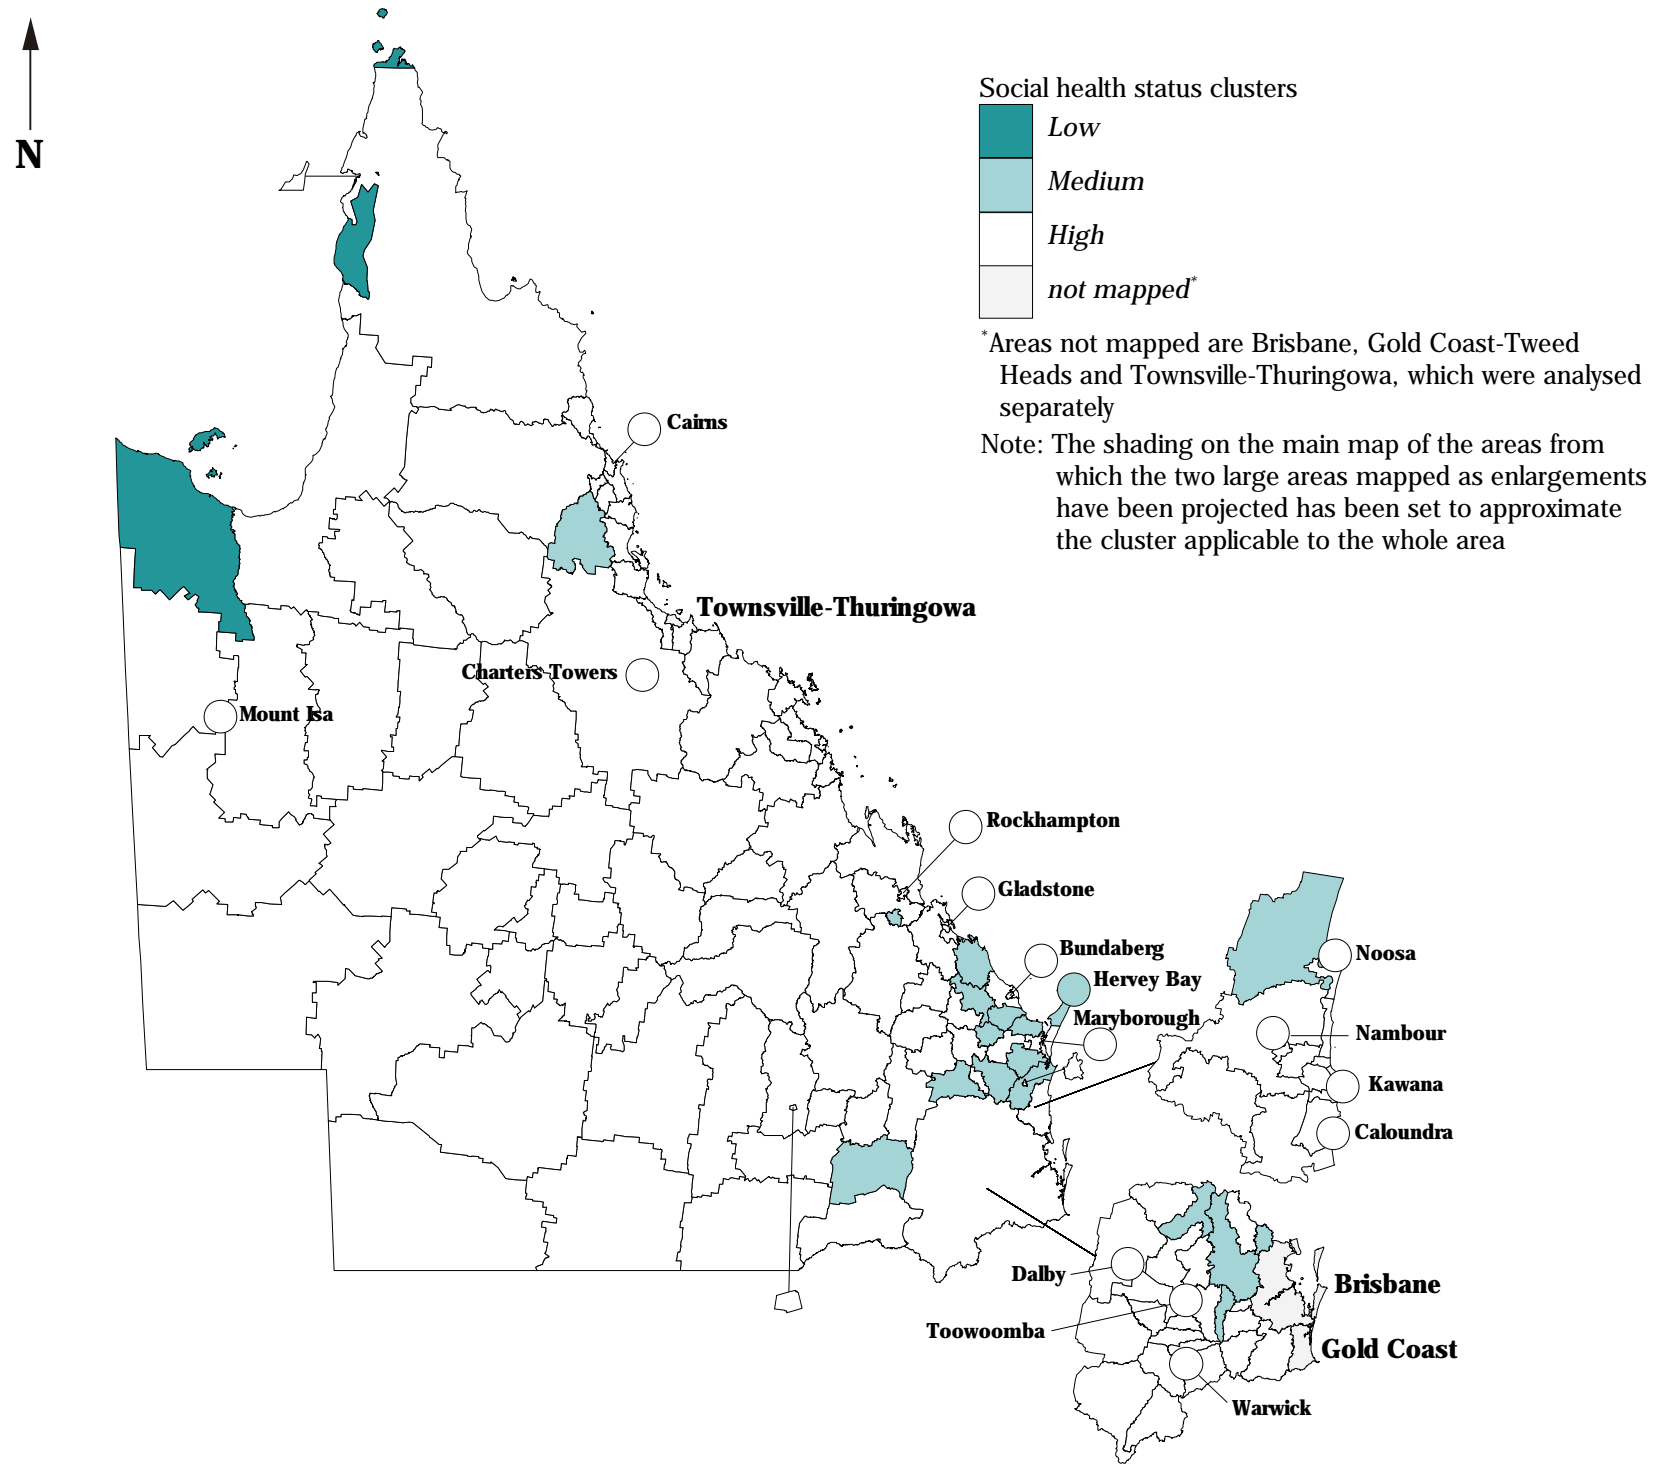 N
Social health status clusters
Low
Medium
High
not mapped*
*Areas not mapped are Brisbane, Gold Coast-Tweed
Heads and Townsville-Thuringowa, which were analysed
separately
Note: The shading on the main map of the areas from
which the two large areas mapped as enlargements
have been projected has been set to approximate
the cluster applicable to the whole area
Cairns
Townsville-Thuringowa
Charters Towers
Mount Isa
Rockhampton
Gladstone
Bundaberg
Hervey Bay
Maryborough
Noosa
Nambour
Kawana
Caloundra
Dalby
Brisbane
Toowoomba
Gold Coast
Warwick